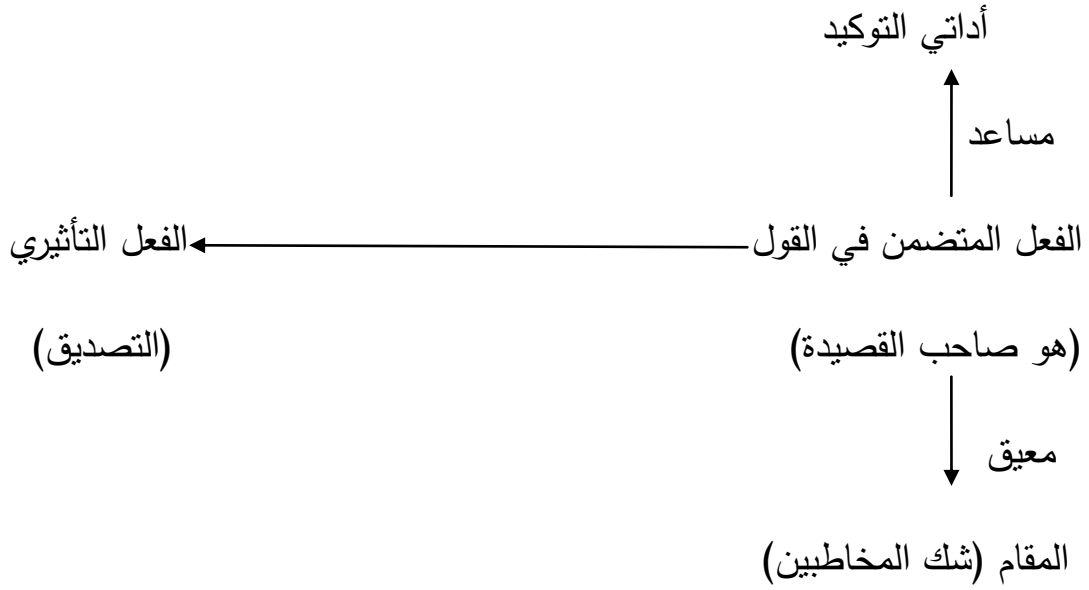 أداتي التوكيد
مساعد
الفعل المتضمن في القول
الفعل التأثيري
(هو صاحب القصيدة)
(التصديق)
معيق
المقام (شك المخاطبين)